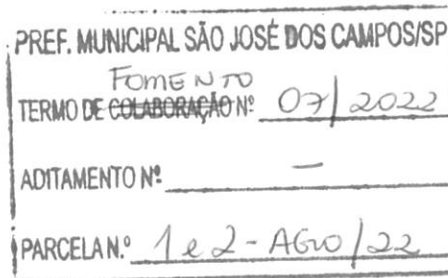 PREF. MUNICIPAL SÃO JOSÉ DOS CAMPOS/SP
FOMENTO
TERMO DE COLABORAÇÃO Nº 07/2022
ADITAMENTO Nº —
PARCELA N.º 1 e 2 - AGO/22